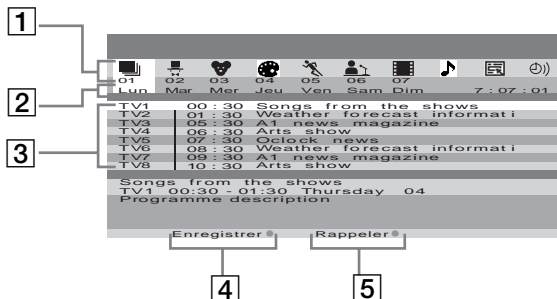 1
01 02 03 04 05 06 07
2
Lun Mar Mer Jeu Ven Sam Dim 7:07:01
TV1 00:30 Songs from the shows
TV2 01:30 Weather forecast informati
TV3 05:30 A1 news magazine
3
TV4 06:30 Arts show
TV5 07:30 Oclock news
TV6 08:30 Weather forecast informati
TV7 09:30 A1 news magazine
TV8 10:30 Arts show
Songs from the shows
TV1 00:30 - 01:30 Thursday 04
Programme description
Enregistrer Rappeler
4 5